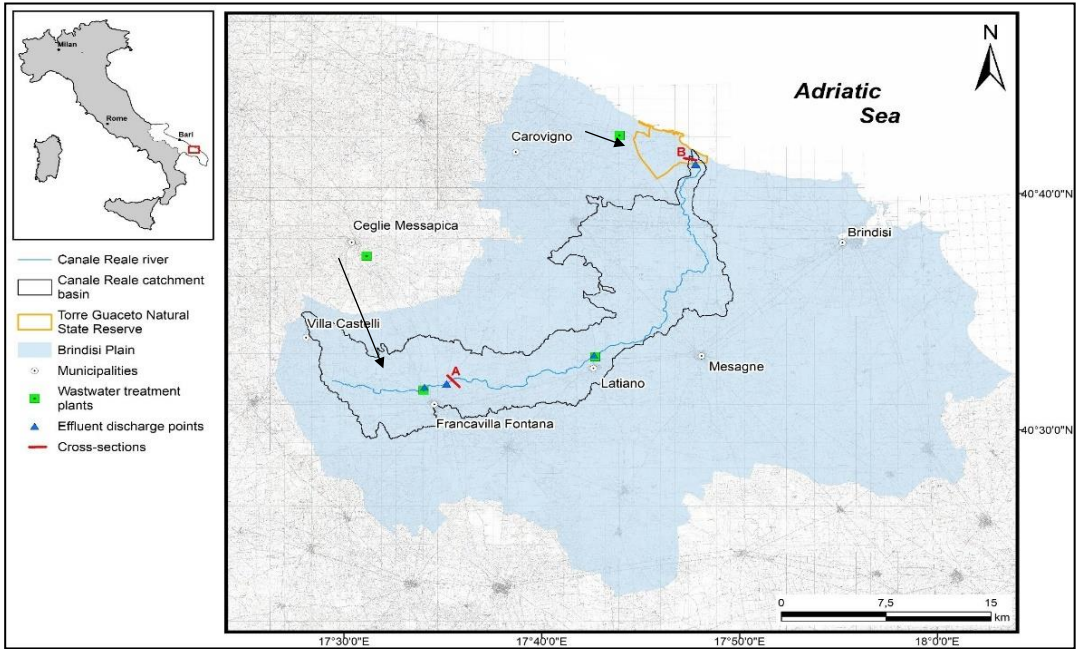 Milan
Rome
Bari
Canale Reale river
Canale Reale catchment
basin
Torre Guaceto Natural
State Reserve
Brindisi Plain
Municipalities
Wastwater treatment
plants
Effluent discharge points
Cross-sections
N
Adriatic
Sea
Carovigno
B
40°40'0"N
Ceglie Messapica
Brindisi
Villa Castelli
Mesagne
A
Latiano
Francavilla Fontana
40°30'0"N
0 7,5 15
km
17°30'0"E 17°40'0"E 17°50'0"E 18°0'0"E